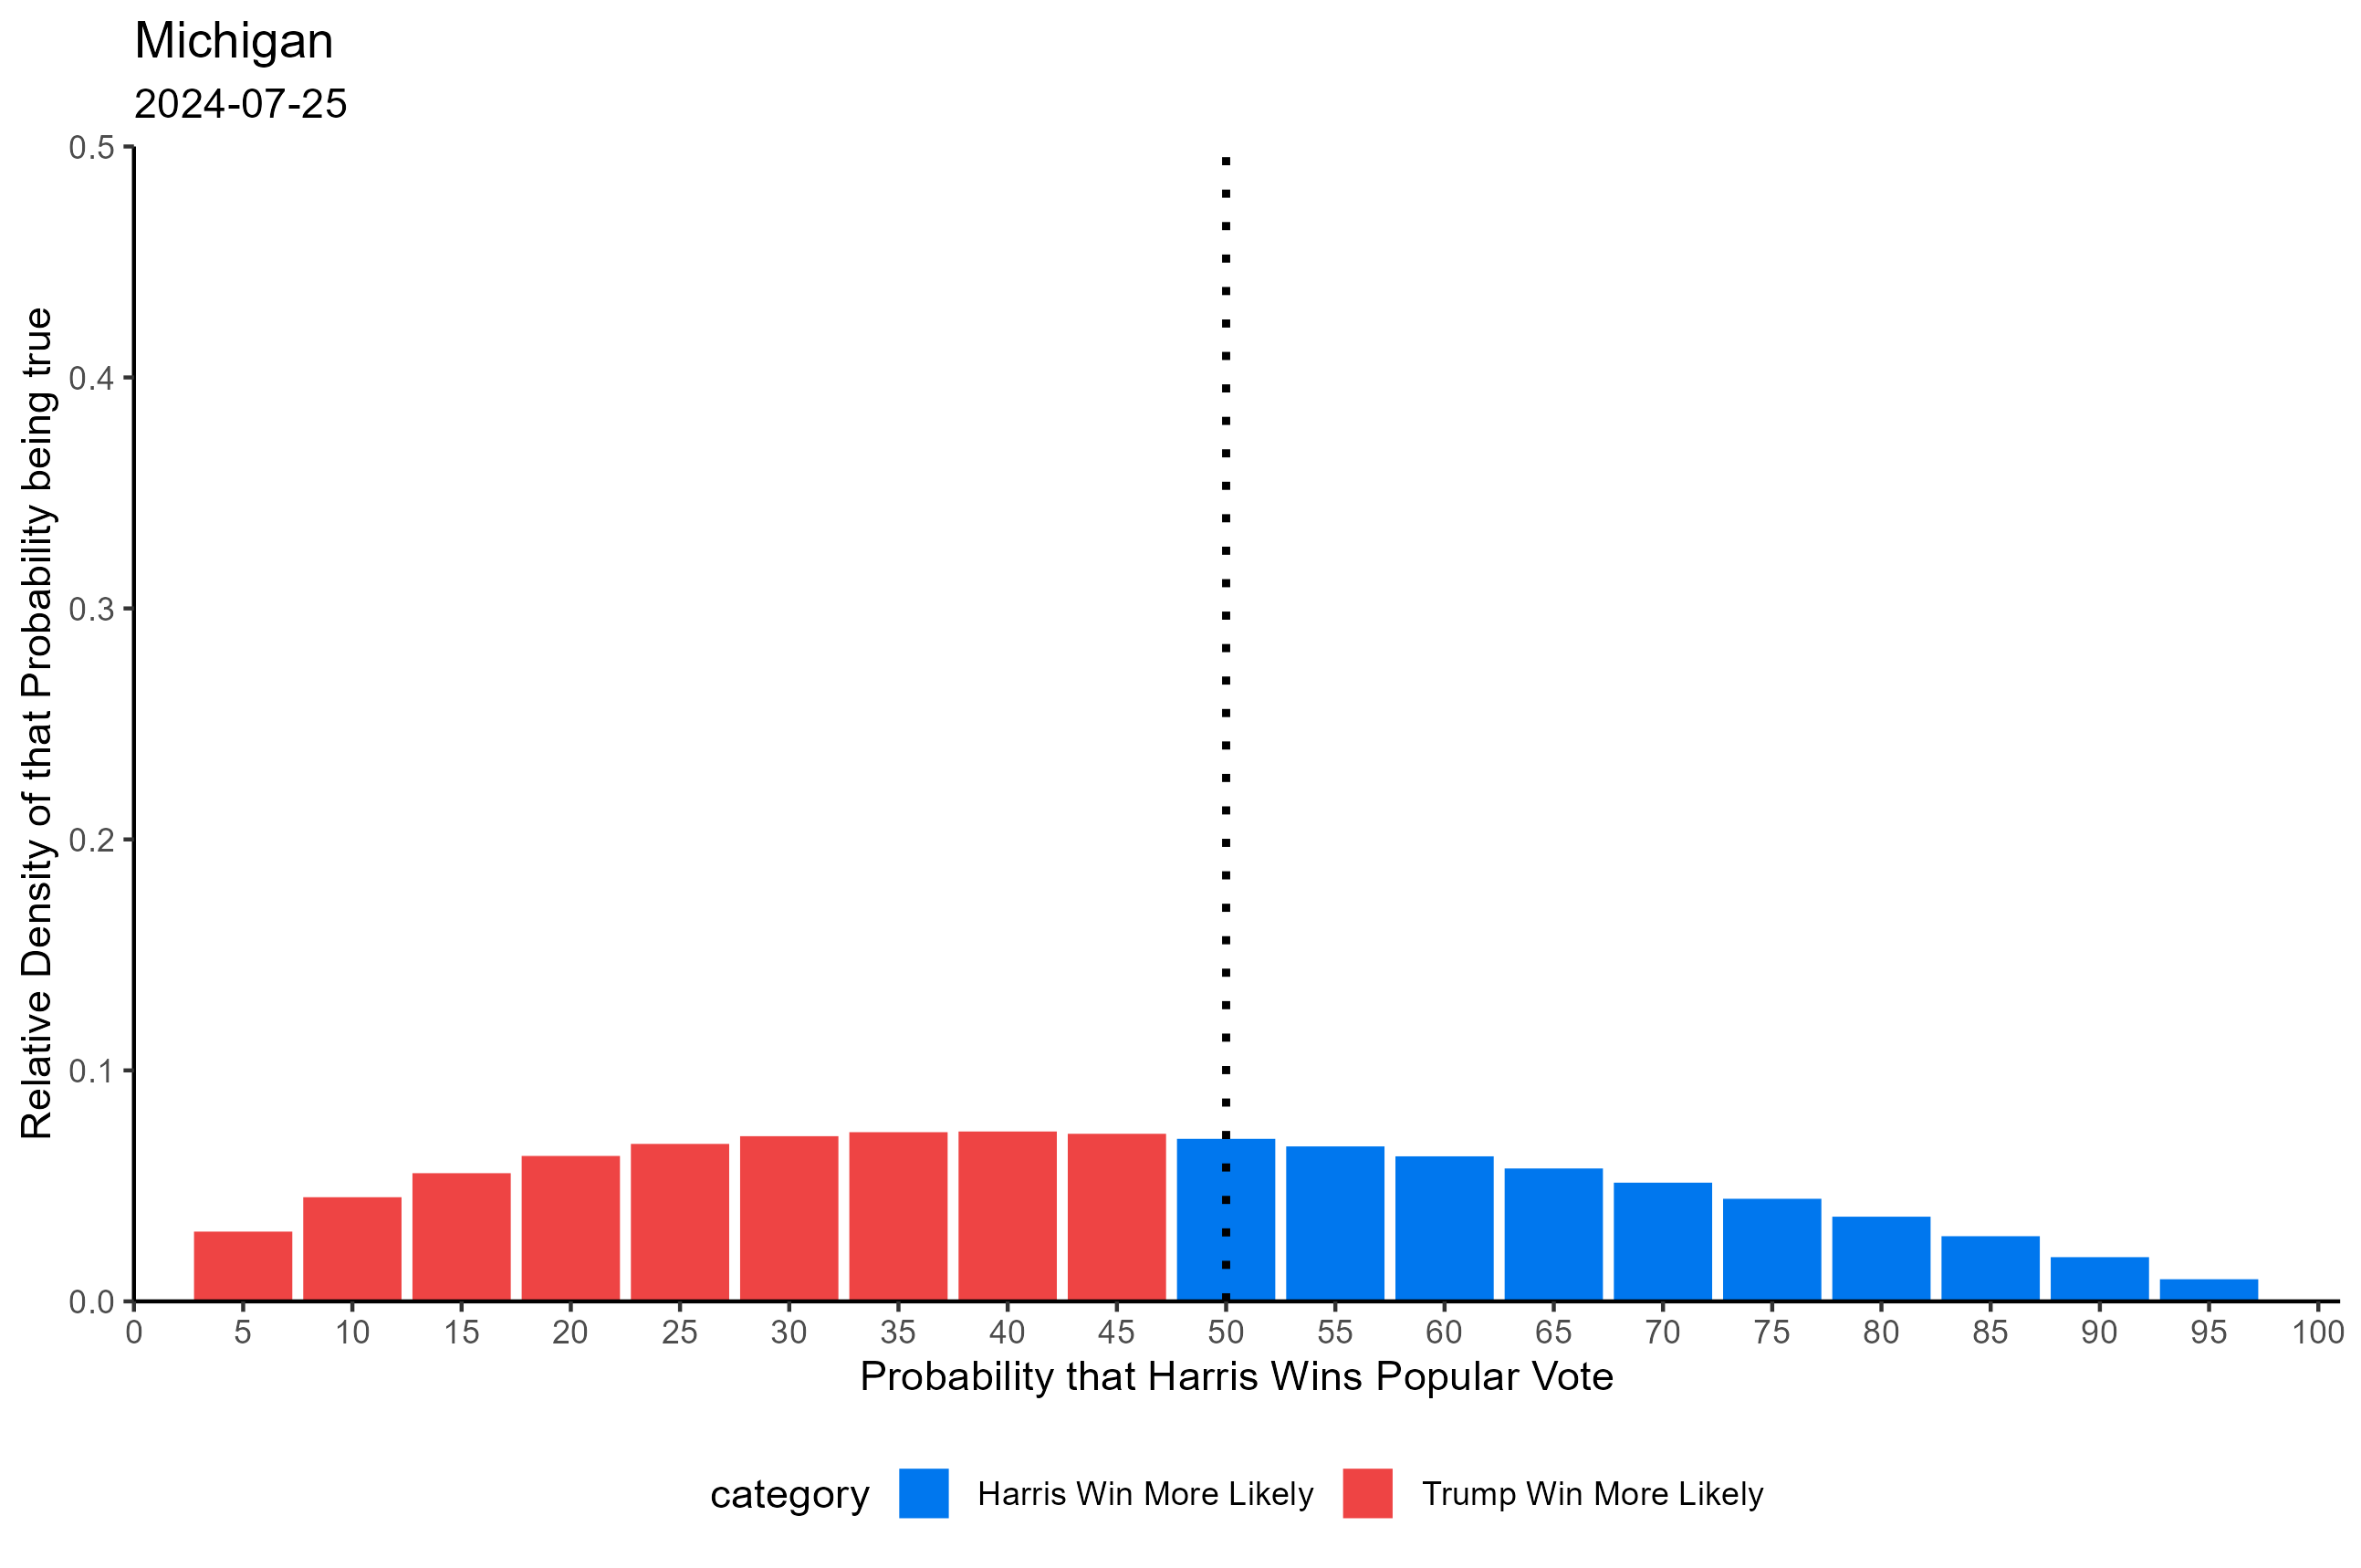 Michigan
2024-07-25
Relative Density of that Probability being true
0.5
0.4
0.3
0.2
0.1
0.0
0 5 10 15 20 25 30 35 40 45 50 55 60 65 70 75 80 85 90 95 100
Probability that Harris Wins Popular Vote
category Harris Win More Likely Trump Win More Likely